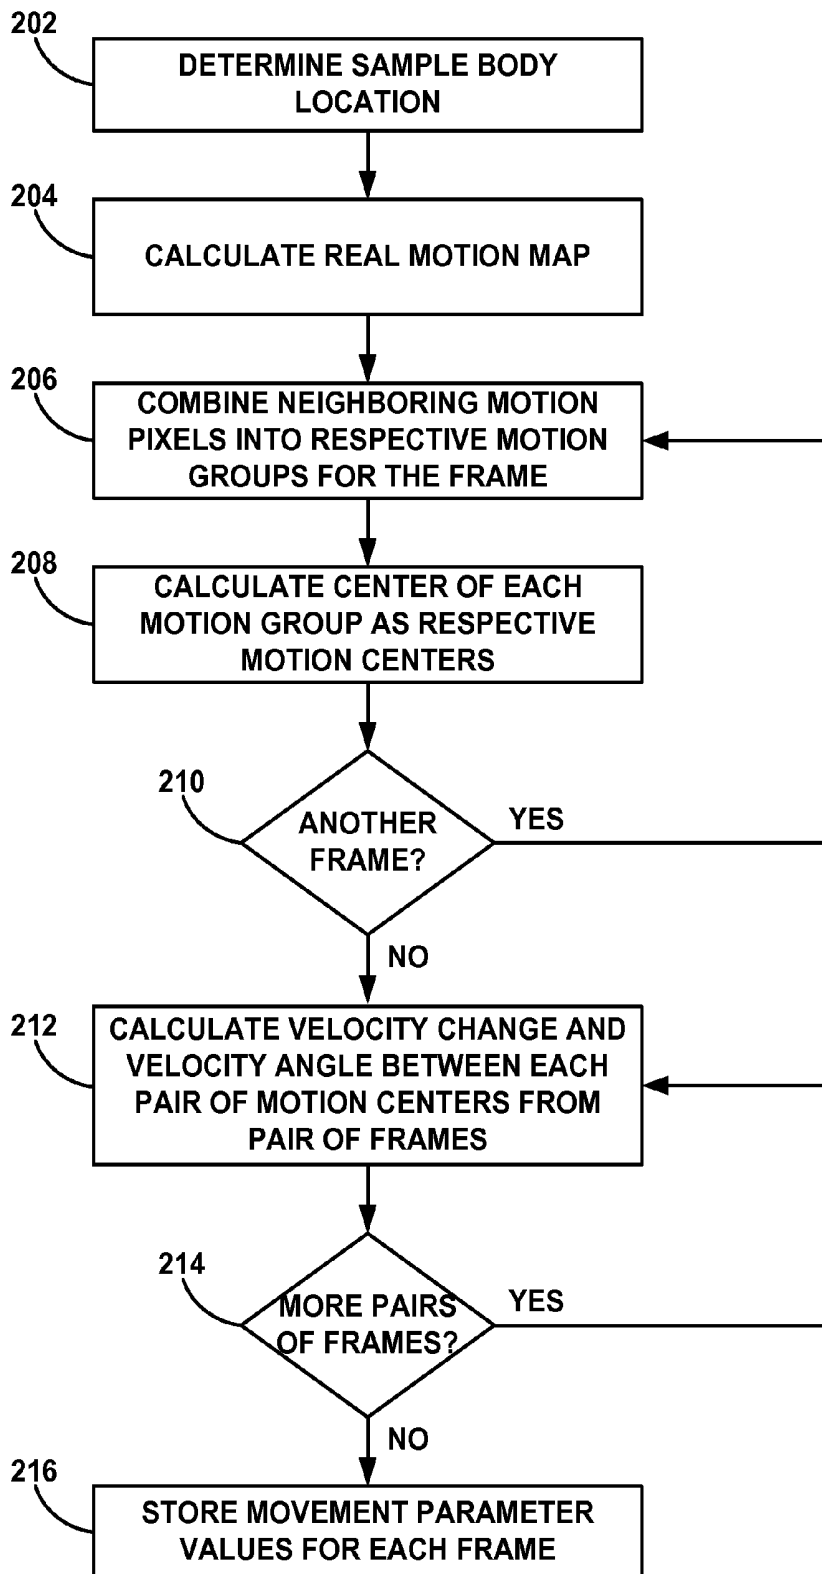 202
DETERMINE SAMPLE BODY
LOCATION
204
CALCULATE REAL MOTION MAP
206
COMBINE NEIGHBORING MOTION
PIXELS INTO RESPECTIVE MOTION
GROUPS FOR THE FRAME
208
CALCULATE CENTER OF EACH
MOTION GROUP AS RESPECTIVE
MOTION CENTERS
210
ANOTHER
FRAME?
YES
NO
212
CALCULATE VELOCITY CHANGE AND
VELOCITY ANGLE BETWEEN EACH
PAIR OF MOTION CENTERS FROM
PAIR OF FRAMES
214
MORE PAIRS
OF FRAMES?
YES
NO
216
STORE MOVEMENT PARAMETER
VALUES FOR EACH FRAME